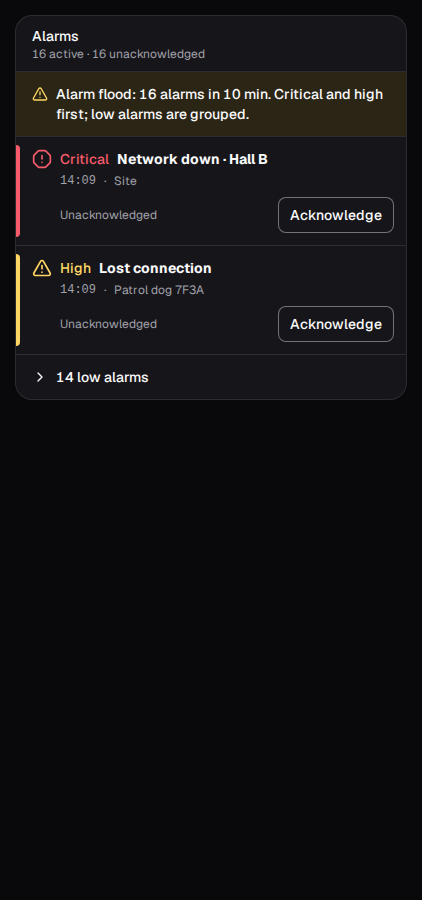 Alarms
16 active · 16 unacknowledged
Alarm flood: 16 alarms in 10 min. Critical and high
first; low alarms are grouped.
Critical Network down · Hall B
14:09 · Site
Unacknowledged Acknowledge
High Lost connection
14:09 · Patrol dog 7F3A
Unacknowledged Acknowledge
14 low alarms